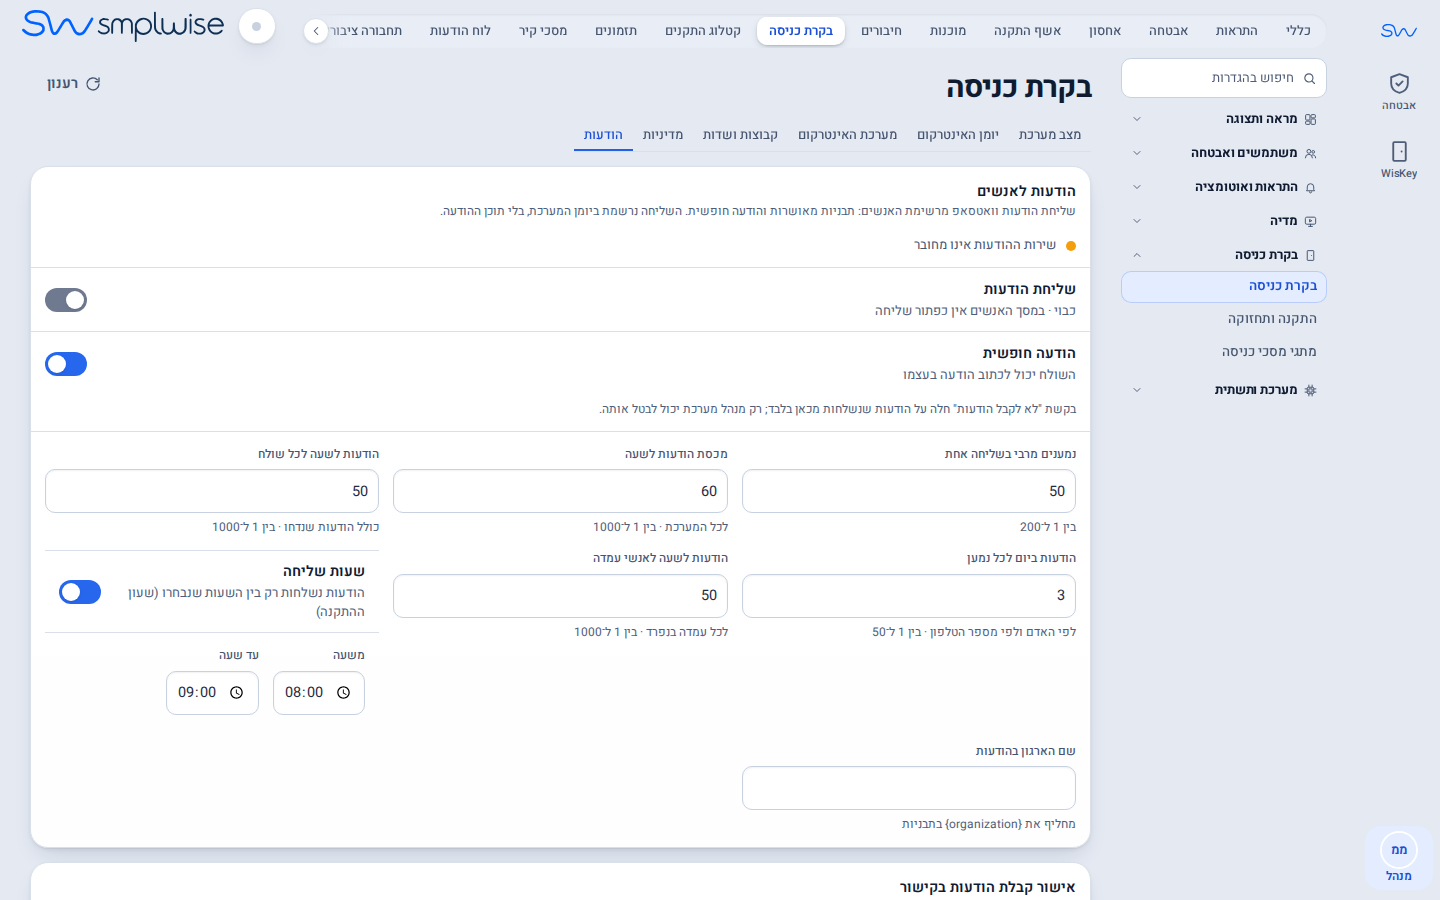 אבטחה
WisKey
ממ
מנהל
כללי
התראות
אבטחה
אחסון
אשף התקנה
מוכנות
חיבורים
בקרת כניסה
קטלוג התקנים
תזמונים
מסכי קיר
לוח הודעות
תחבורה ציבור
smplwise
חיפוש בהגדרות
מראה ותצוגה
משתמשים ואבטחה
התראות ואוטומציה
מדיה
בקרת כניסה
בקרת כניסה
התקנה ותחזוקה
מתגי מסכי כניסה
מערכת ותשתית
בקרת כניסה
רענון
מצב מערכת
יומן האינטרקום
מערכת האינטרקום
קבוצות ושדות
מדיניות
הודעות
הודעות לאנשים
שליחת הודעות וואטסאפ מרשימת האנשים: תבניות מאושרות והודעה חופשית. השליחה נרשמת ביומן המערכת, בלי תוכן ההודעה.
שירות ההודעות אינו מחובר
שליחת הודעות
כבוי · במסך האנשים אין כפתור שליחה
הודעה חופשית
השולח יכול לכתוב הודעה בעצמו
בקשת "לא לקבל הודעות" חלה על הודעות שנשלחות מכאן בלבד; רק מנהל מערכת יכול לבטל אותה.
נמענים מרבי בשליחה אחת
50
בין 1 ל־200
מכסת הודעות לשעה
60
לכל המערכת · בין 1 ל־1000
הודעות לשעה לכל שולח
50
כולל הודעות שנדחו · בין 1 ל־1000
הודעות ביום לכל נמען
3
לפי האדם ולפי מספר הטלפון · בין 1 ל־50
הודעות לשעה לאנשי עמדה
50
לכל עמדה בנפרד · בין 1 ל־1000
שעות שליחה
הודעות נשלחות רק בין השעות שנבחרו (שעון
ההתקנה)
משעה
08:00
עד שעה
09:00
שם הארגון בהודעות
מחליף את {organization} בתבניות
אישור קבלת הודעות בקישור